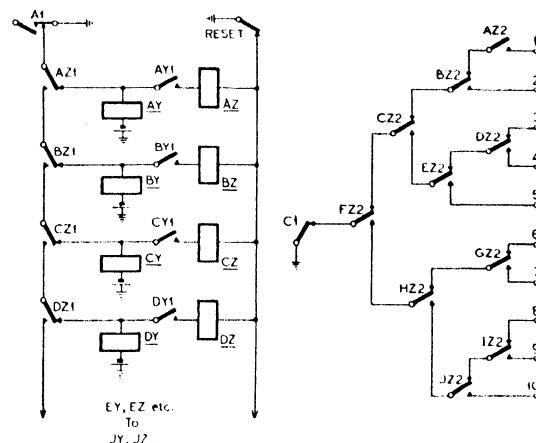 A1
RESET
AZ1
AY1
AY
AZ
BZ1
BY1
BY
BZ
CZ1
CY1
CY
CZ
DZ1
DY1
DY
DZ
EY, EZ etc.
To
JY, JZ
AZ2
1
BZ2
2
CZ2
3
DZ2
4
EZ2
5
C1
FZ2
6
GZ2
7
HZ2
8
IZ2
9
JZ2
10